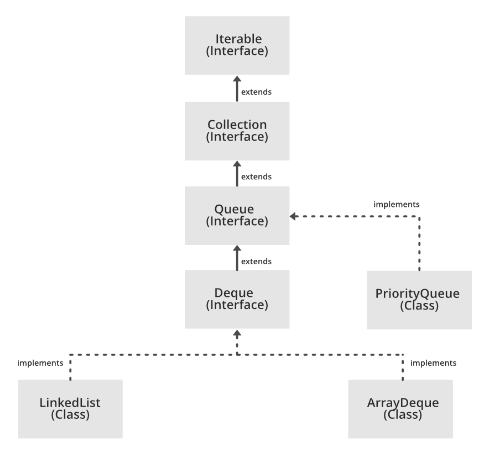 Iterable
(Interface)
extends
Collection
(Interface)
extends
Queue
(Interface)
implements
extends
Deque
(Interface)
PriorityQueue
(Class)
implements
implements
LinkedList
(Class)
ArrayDeque
(Class)